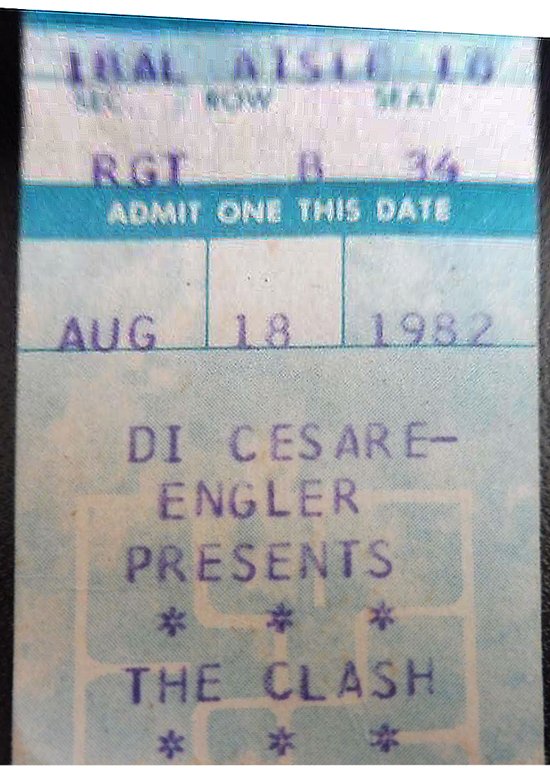 AISLE
SEC. ROW SEAT
RGT B 34
ADMIT ONE THIS DATE
AUG 18 1982
DI CESARE-
ENGLER
PRESENTS
* * *
THE CLASH
* * *